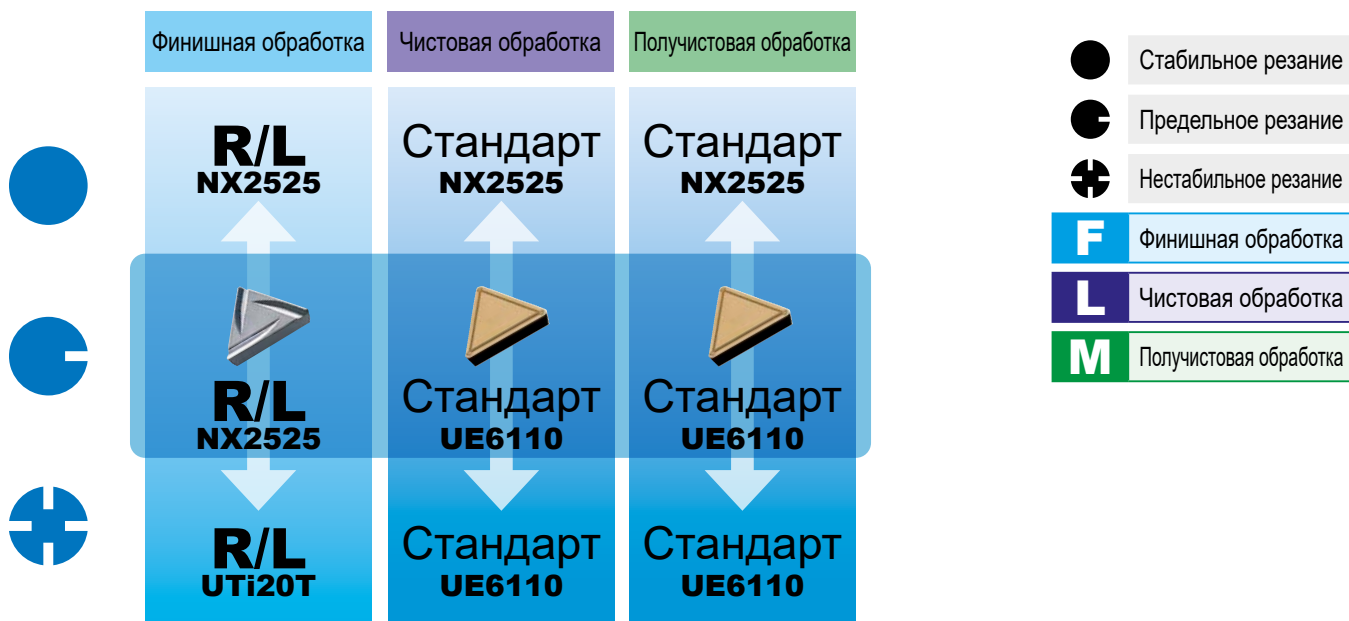 Финишная обработка
Чистовая обработка
Получистовая обработка
R/L
NX2525
Стандарт
NX2525
Стандарт
NX2525
R/L
NX2525
Стандарт
UE6110
Стандарт
UE6110
R/L
UTi20T
Стандарт
UE6110
Стандарт
UE6110
Стабильное резание
Предельное резание
Нестабильное резание
F Финишная обработка
L Чистовая обработка
M Получистовая обработка